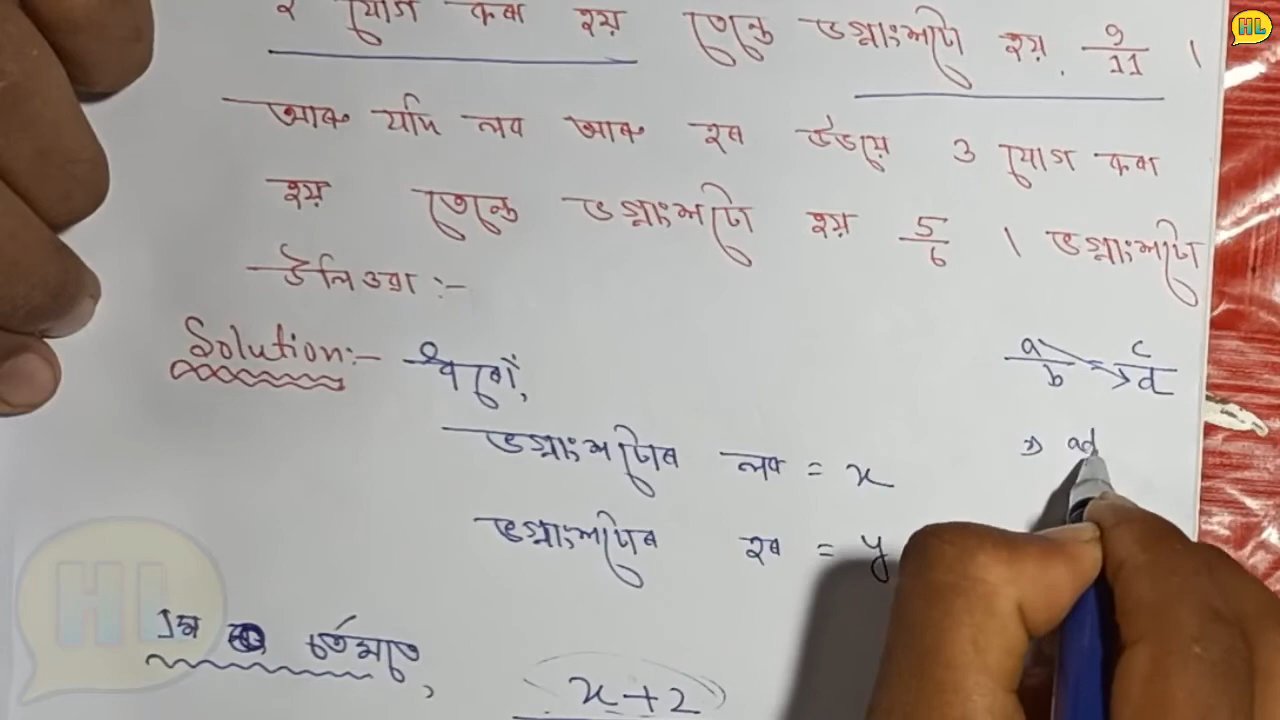 ২ যোগ কৰা হয় তেন্তে ভগ্নাংশটো হয় 9/11 ।
আৰু যদি লব আৰু হৰ উভয়ে 3 যোগ কৰা
হয় তেন্তে ভগ্নাংশটো হয় 5/6 । ভগ্নাংশটো
উলিওৱা :-
Solution:- ধৰোঁ,
a/b = c/d
ভগ্নাংশটোৰ লব = x
⇒ ad
ভগ্নাংশটোৰ হৰ = y
1ম চৰ্তমতে,
x+2
HL
HL